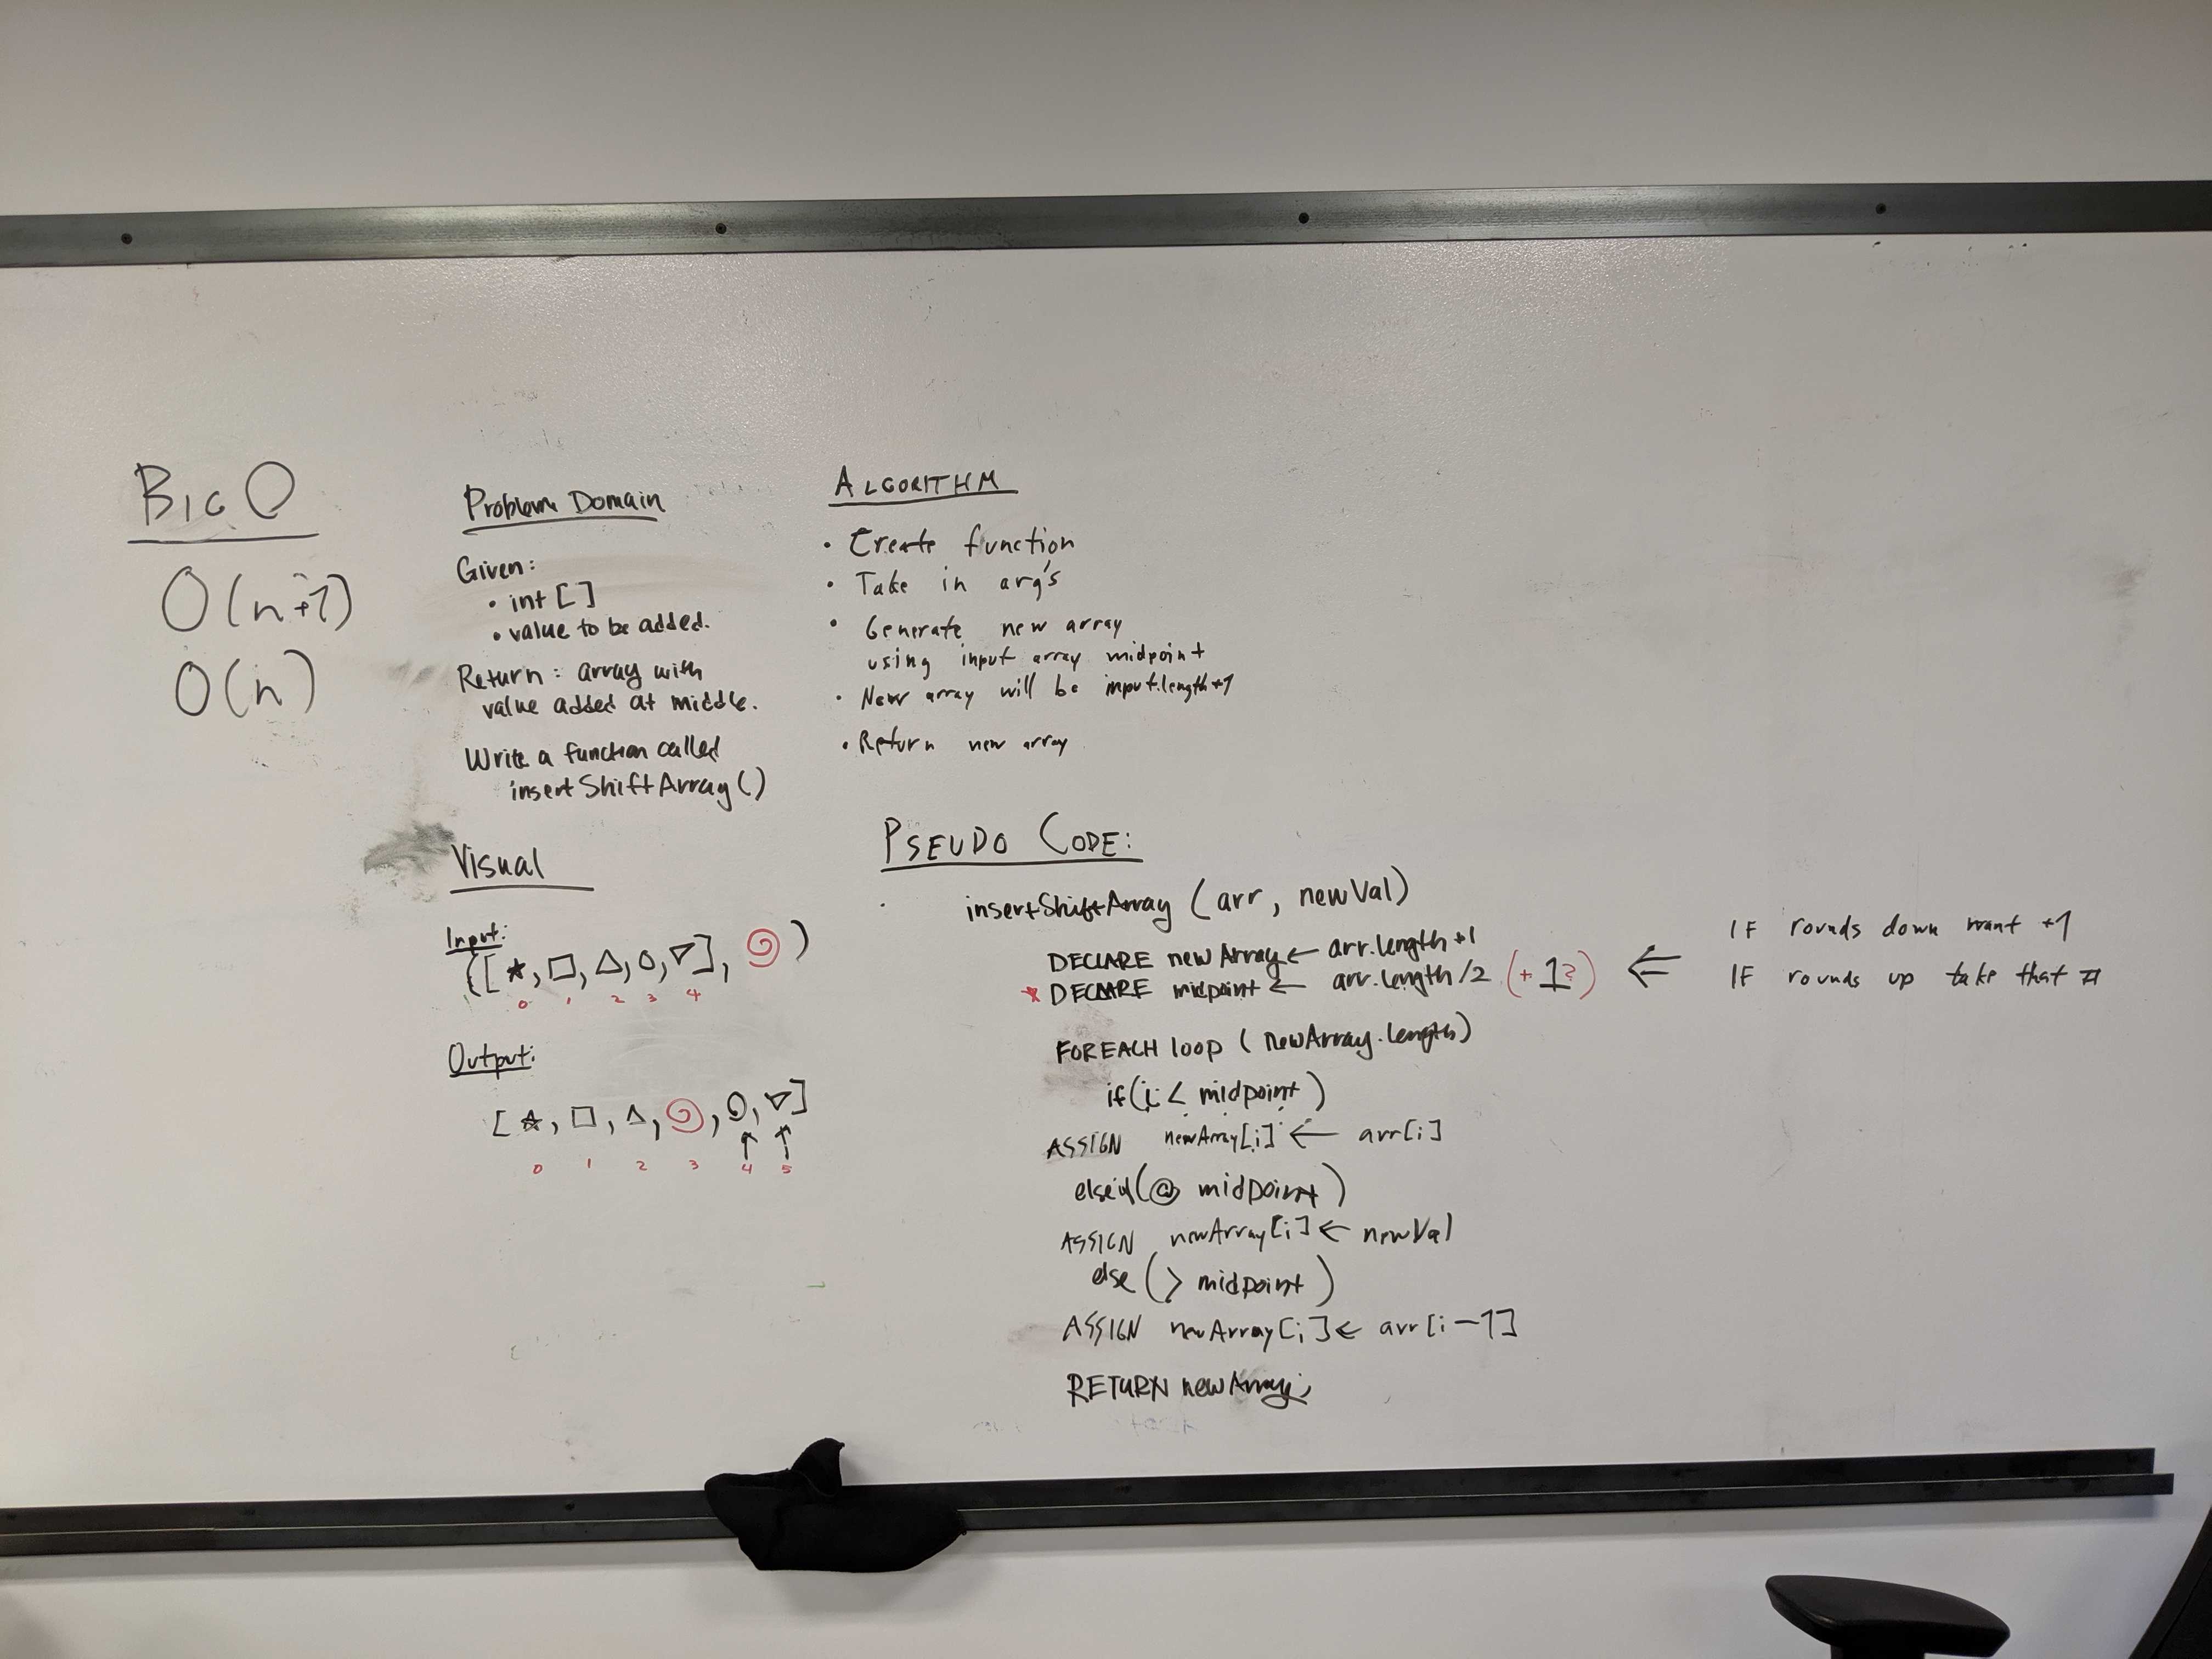 BIG O
O(n+1)
O(n)
Problem Domain
Given:
• int []
• value to be added.
Return: array with
value added at middle.
Write a function called
insertShiftArray()
Visual
Input:
([☆, □, △, ○, ▽], )
0 1 2 3 4
Output:
[☆, □, △, , ○, ▽]
↑ ↑
0 1 2 3 4 5
ALGORITHM
• Create function
• Take in arg's
• Generate new array
using input array midpoint
• New array will be input.length+1
• Return new array
PSEUDO CODE:
insertShiftArray (arr, newVal)
DECLARE newArray ← arr.length+1
* DECLARE midpoint ← arr.length/2 (+1?) ⇐
IF rounds down want +1
IF rounds up take that #
FOREACH loop (newArray.length)
if(i < midpoint)
ASSIGN newArray[i] ← arr[i]
elseif(@ midpoint)
ASSIGN newArray[i] ← newVal
else (> midpoint)
ASSIGN newArray[i] ← arr[i-1]
RETURN newArray;